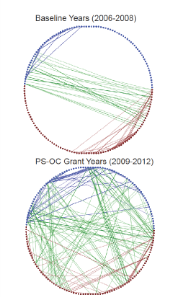 Baseline Years (2006-2008)
PS-OC Grant Years (2009-2012)